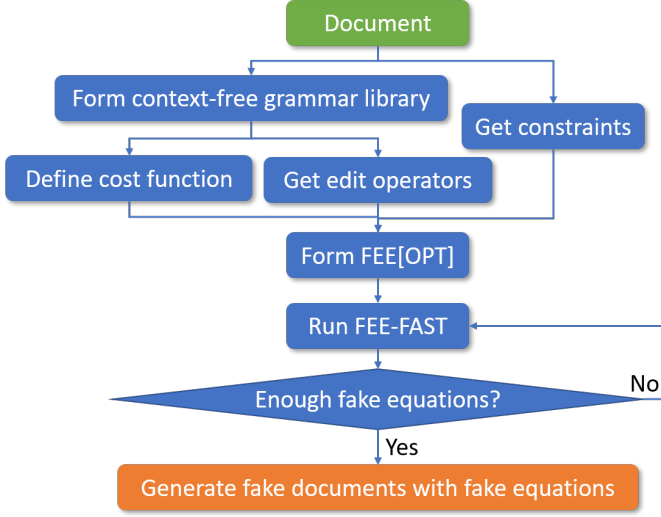 Document
Form context-free grammar library
Get constraints
Define cost function
Get edit operators
Form FEE[OPT]
Run FEE-FAST
Enough fake equations?
No
Yes
Generate fake documents with fake equations